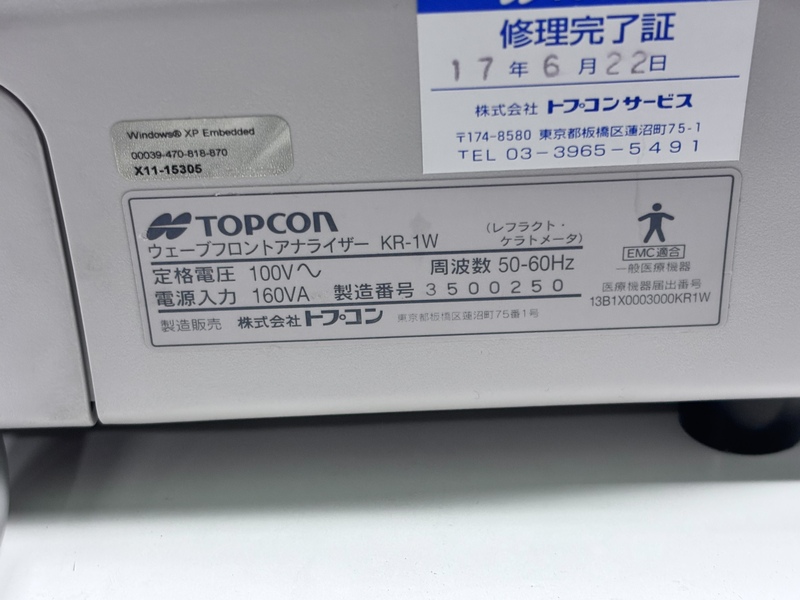 修理完了証
17年6月22日
株式会社 トプコンサービス
〒174-8580 東京都板橋区蓮沼町75-1
TEL 03-3965-5491
Windows® XP Embedded
00039-470-818-870
X11-15305
TOPCON
ウェーブフロントアナライザー KR-1W (レフラクト・ケラトメータ)
定格電圧 100V～ 周波数 50-60Hz
電源入力 160VA 製造番号 3500250
製造販売 株式会社 トプコン 東京都板橋区蓮沼町75番1号
EMC適合
一般医療機器
医療機器届出番号
13B1X0003000KR1W